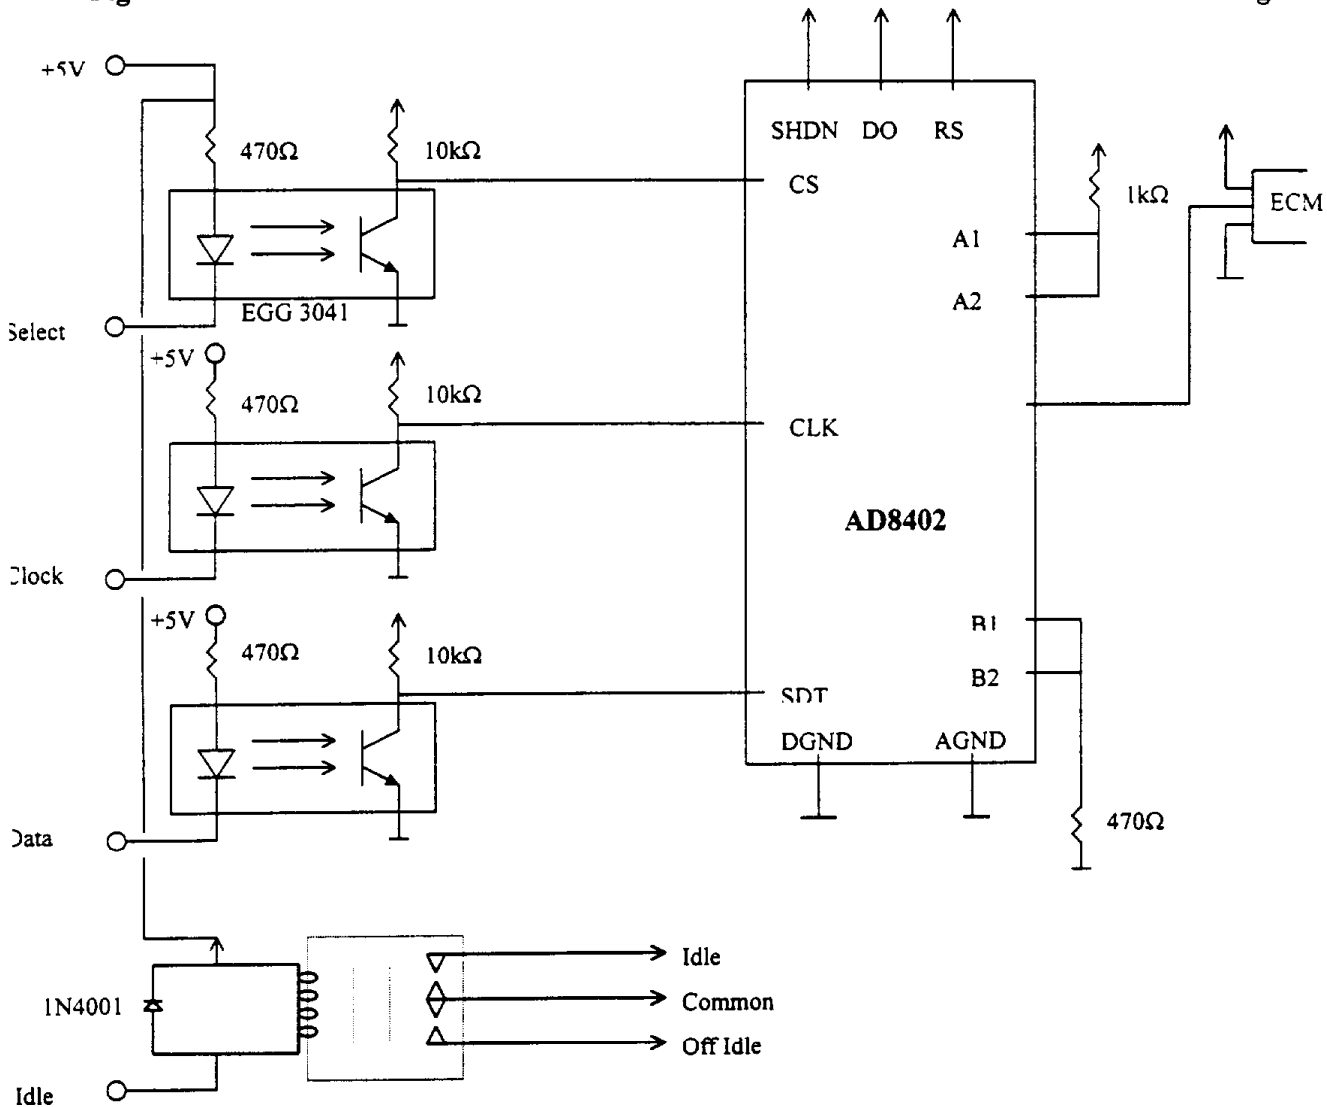 +5V
470Ω
10kΩ
SHDN DO RS
CS
1kΩ
ECM
A1
A2
EGG 3041
Select
+5V
470Ω
10kΩ
CLK
AD8402
Clock
+5V
470Ω
10kΩ
B1
B2
SDT
DGND AGND
470Ω
Data
Idle
1N4001
Common
Off Idle
Idle